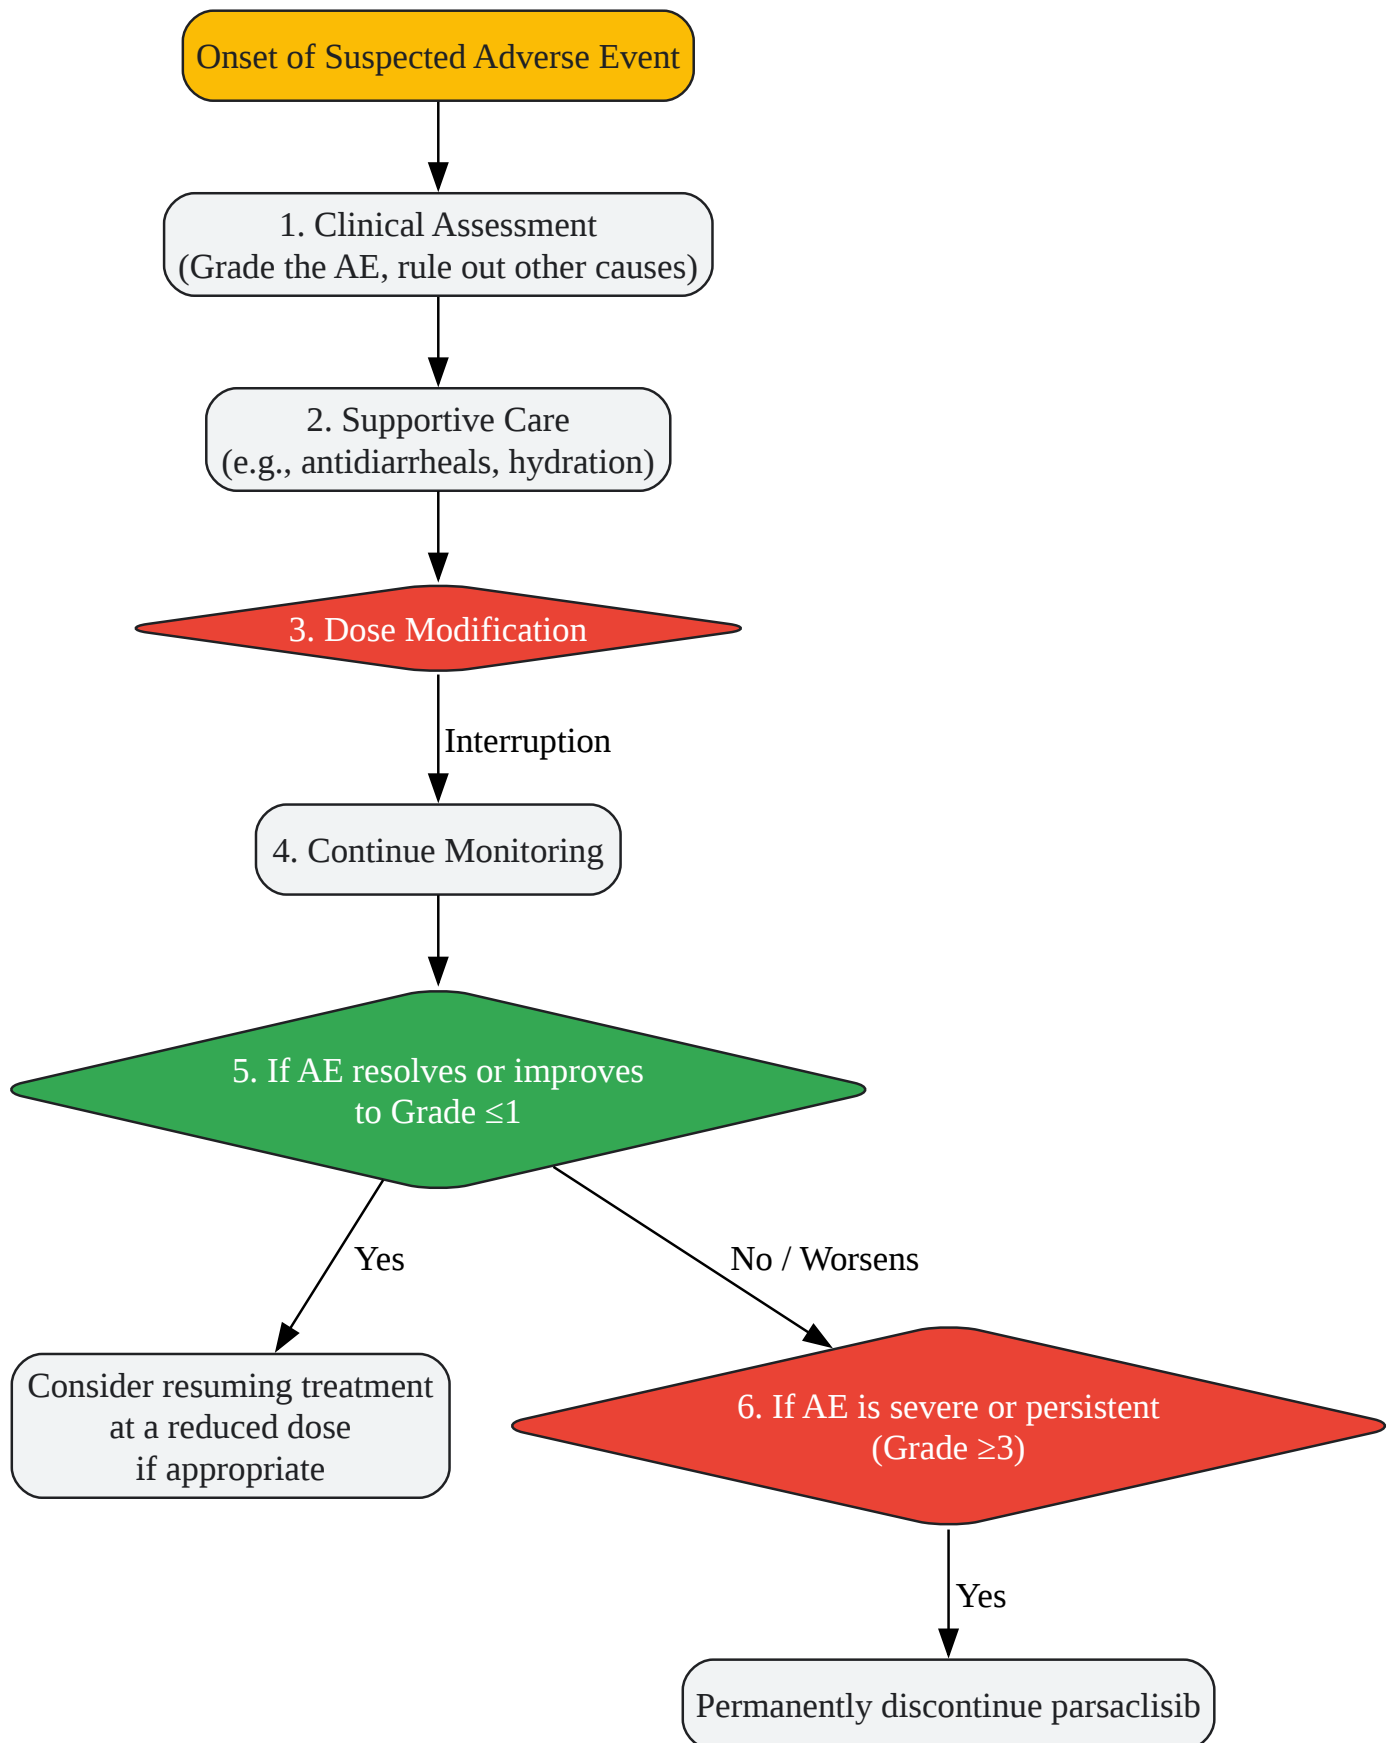 Onset of Suspected Adverse Event
1. Clinical Assessment
(Grade the AE, rule out other causes)
2. Supportive Care
(e.g., antidiarrheals, hydration)
3. Dose Modification
Interruption
4. Continue Monitoring
5. If AE resolves or improves
to Grade ≤1
Yes
No / Worsens
Consider resuming treatment
at a reduced dose
if appropriate
6. If AE is severe or persistent
(Grade ≥3)
Yes
Permanently discontinue parsaclisib